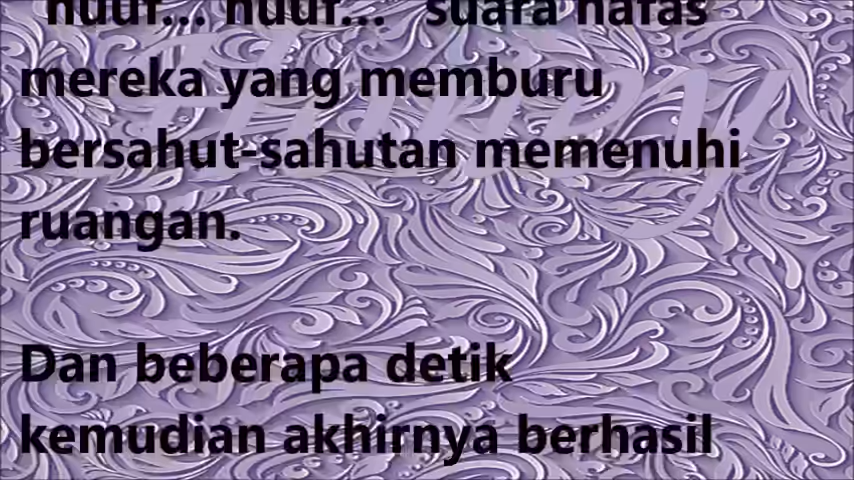 "huuf... huuf..." suara nafas
mereka yang memburu
bersahut-sahutan memenuhi
ruangan.
Dan beberapa detik
kemudian akhirnya berhasil